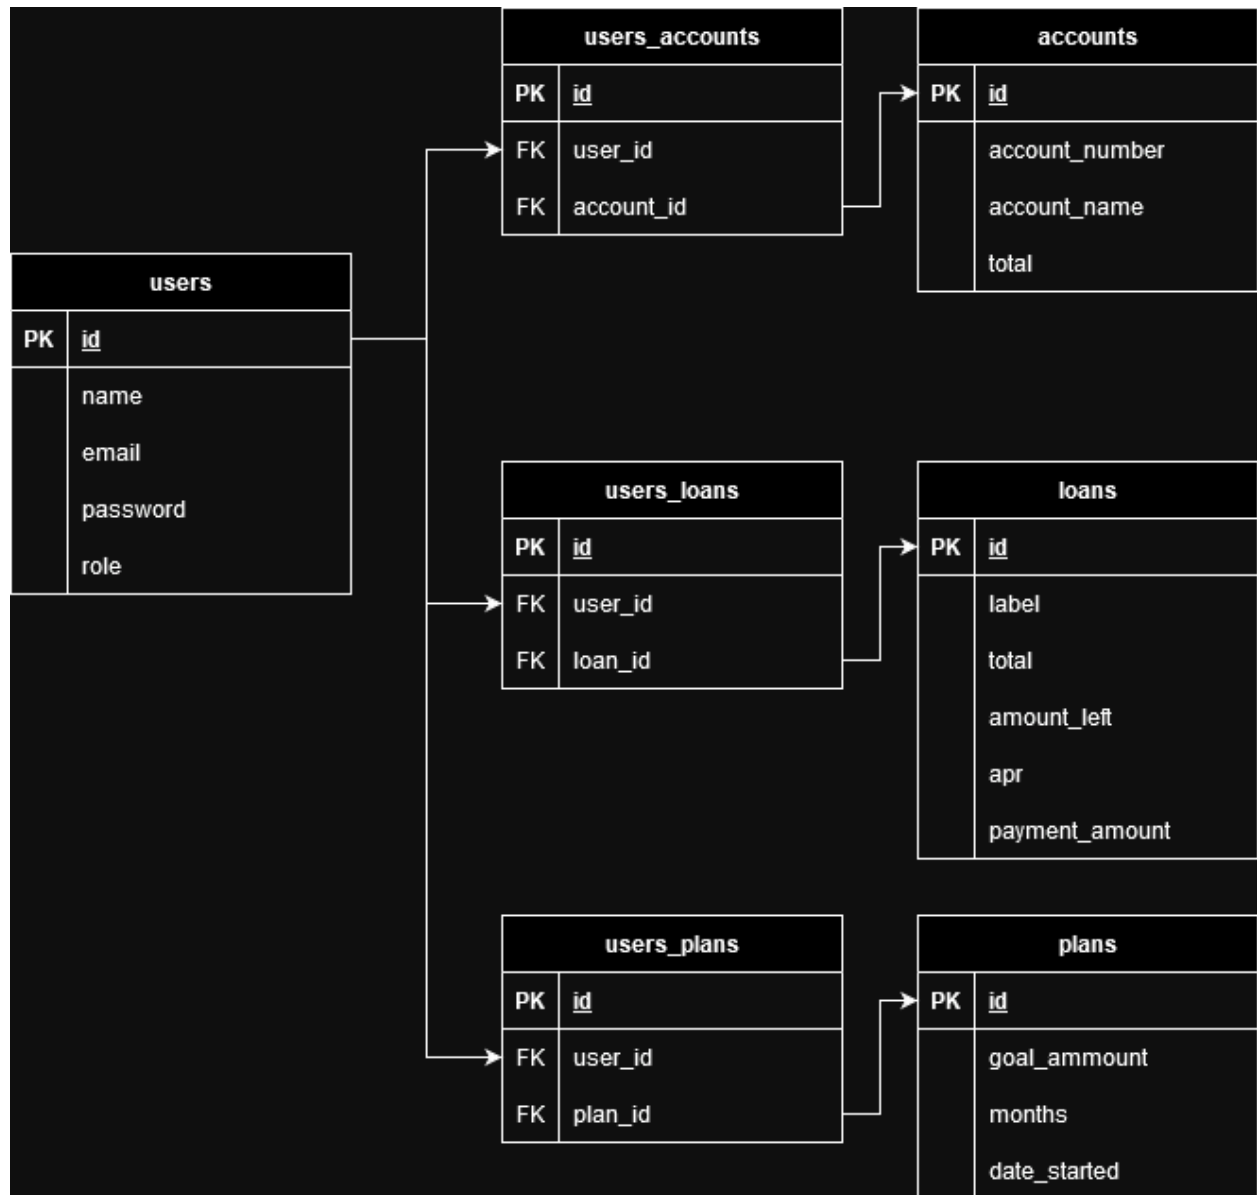 users_accounts
PK id
FK user_id
FK account_id
accounts
PK id
account_number
account_name
total
users
PK id
name
email
password
role
users_loans
PK id
FK user_id
FK loan_id
loans
PK id
label
total
amount_left
apr
payment_amount
users_plans
PK id
FK user_id
FK plan_id
plans
PK id
goal_ammount
months
date_started